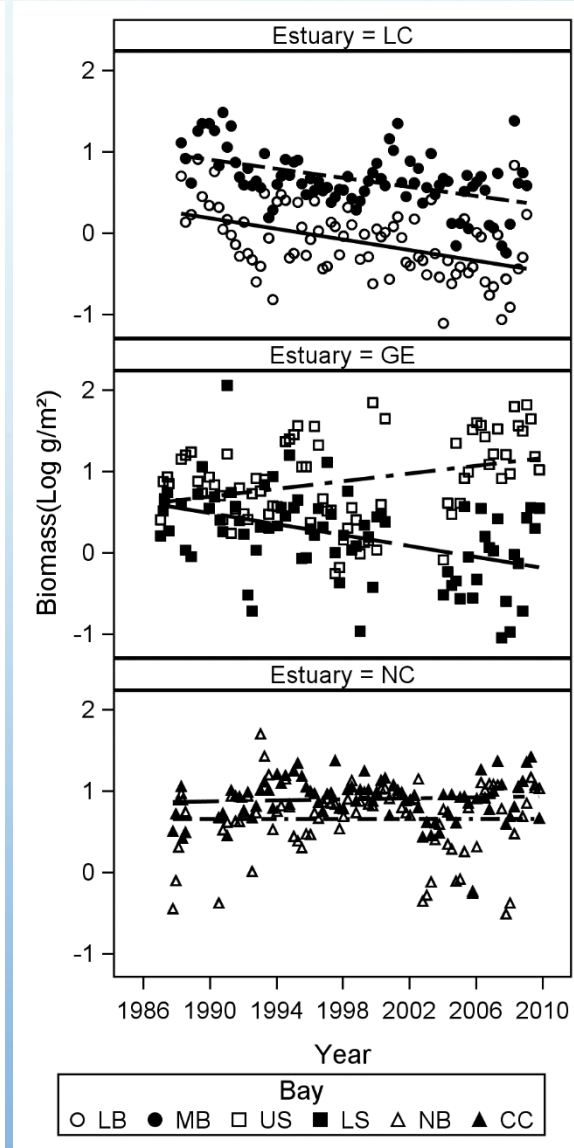 Estuary = LC
2
1
0
-1
Estuary = GE
2
1
0
-1
Biomass(Log g/m²)
Estuary = NC
2
1
0
-1
1986 1990 1994 1998 2002 2006 2010
Year
Bay
LB MB US LS NB CC